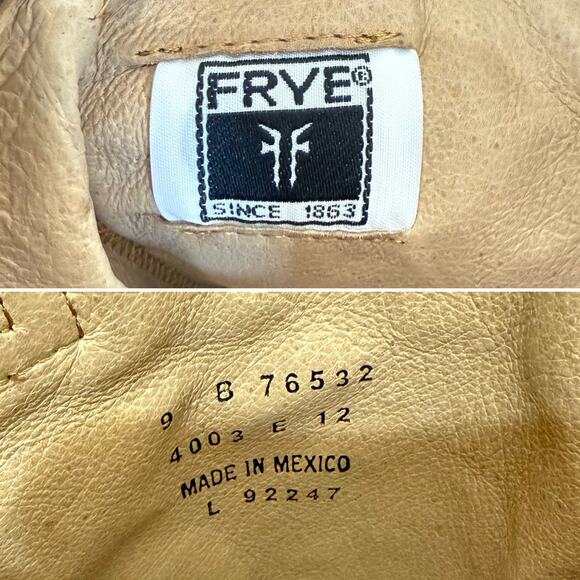 FRYE®
SINCE 1863
9 B 76532
4003 E 12
MADE IN MEXICO
L 92247